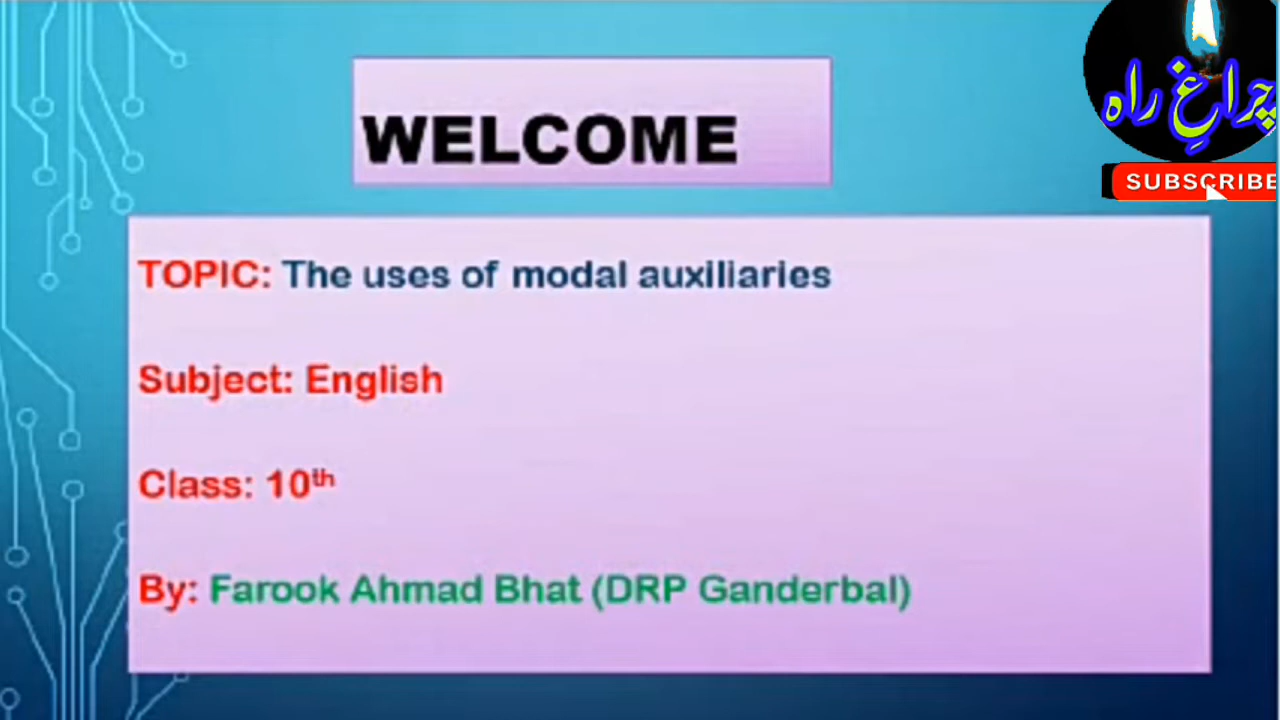 WELCOME
چراغِ راہ
SUBSCRIBE
TOPIC: The uses of modal auxiliaries
Subject: English
Class: 10th
By: Farook Ahmad Bhat (DRP Ganderbal)